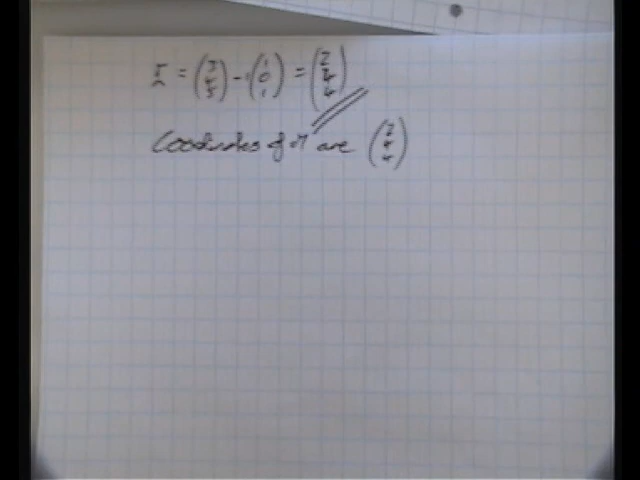 r = (3 4 5) - 1(1 0 1) = (2 4 4)
Coordinates of M are (2 4 4)